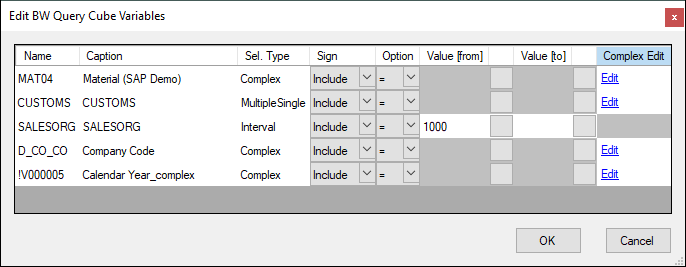 Edit BW Query Cube Variables x
Name Caption Sel. Type Sign Option Value [from] Value [to] Complex Edit
MAT04 Material (SAP Demo) Complex Include = Edit
CUSTOMS CUSTOMS MultipleSingle Include = Edit
SALESORG SALESORG Interval Include = 1000
D_CO_CO Company Code Complex Include = Edit
!V000005 Calendar Year_complex Complex Include = Edit
OK Cancel